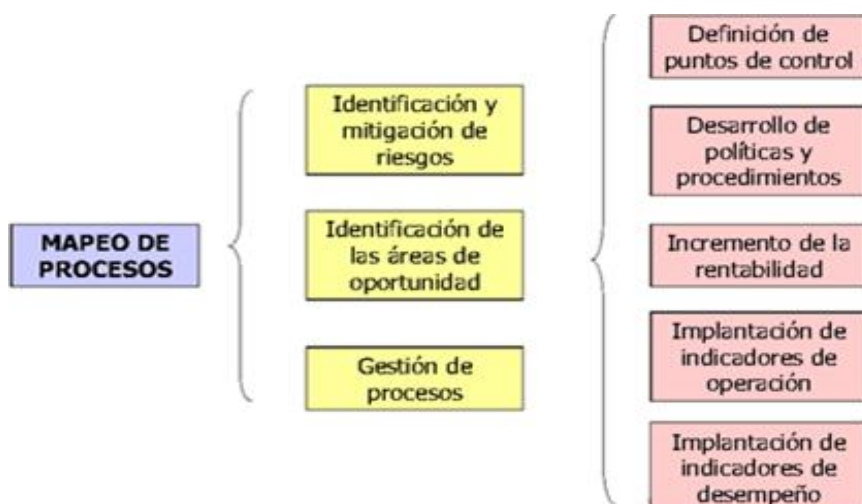 MAPEO DE
PROCESOS
Identificación y
mitigación de
riesgos
Identificación de
las áreas de
oportunidad
Gestión de
procesos
Definición de
puntos de control
Desarrollo de
políticas y
procedimientos
Incremento de la
rentabilidad
Implantación de
indicadores de
operación
Implantación de
indicadores de
desempeño